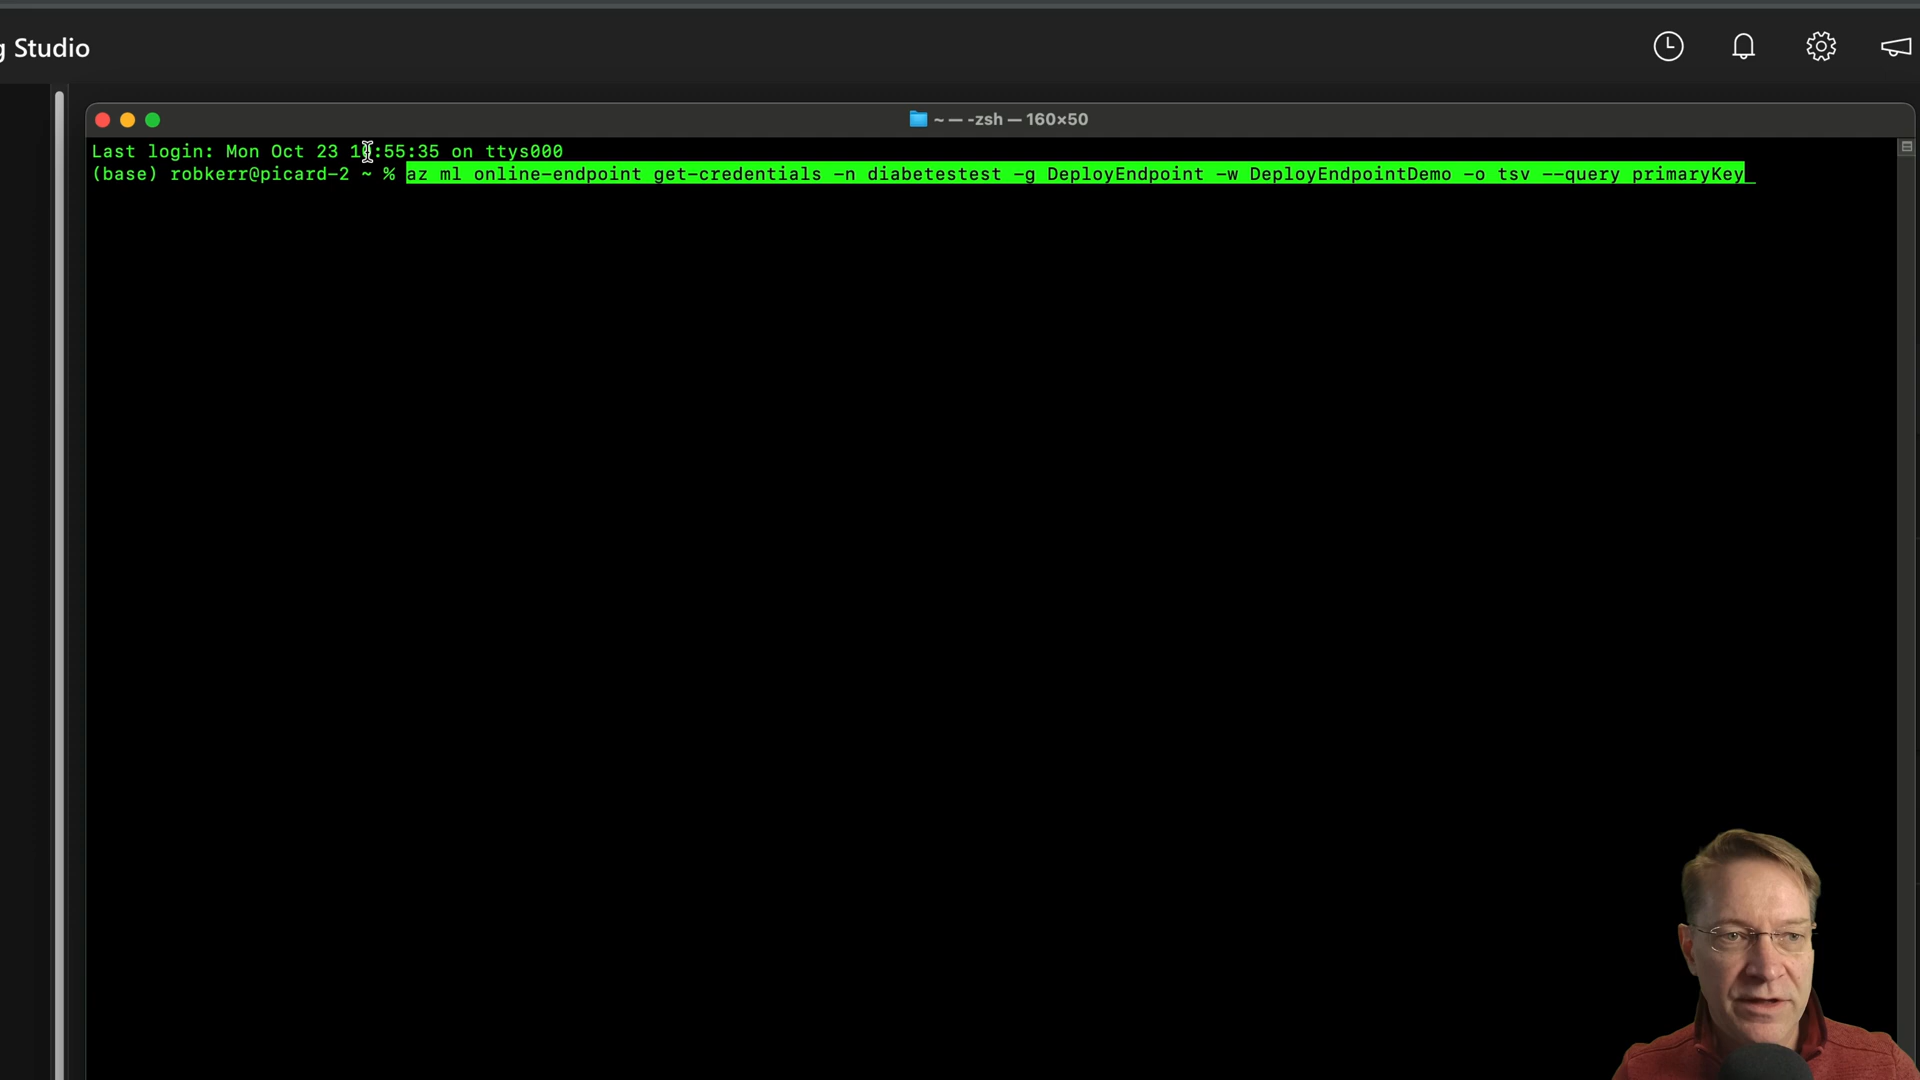 g Studio
~ — -zsh — 160×50
Last login: Mon Oct 23 1:55:35 on ttys000
(base) robkerr@picard-2 ~ % az ml online-endpoint get-credentials -n diabetestest -g DeployEndpoint -w DeployEndpointDemo -o tsv --query primaryKey_